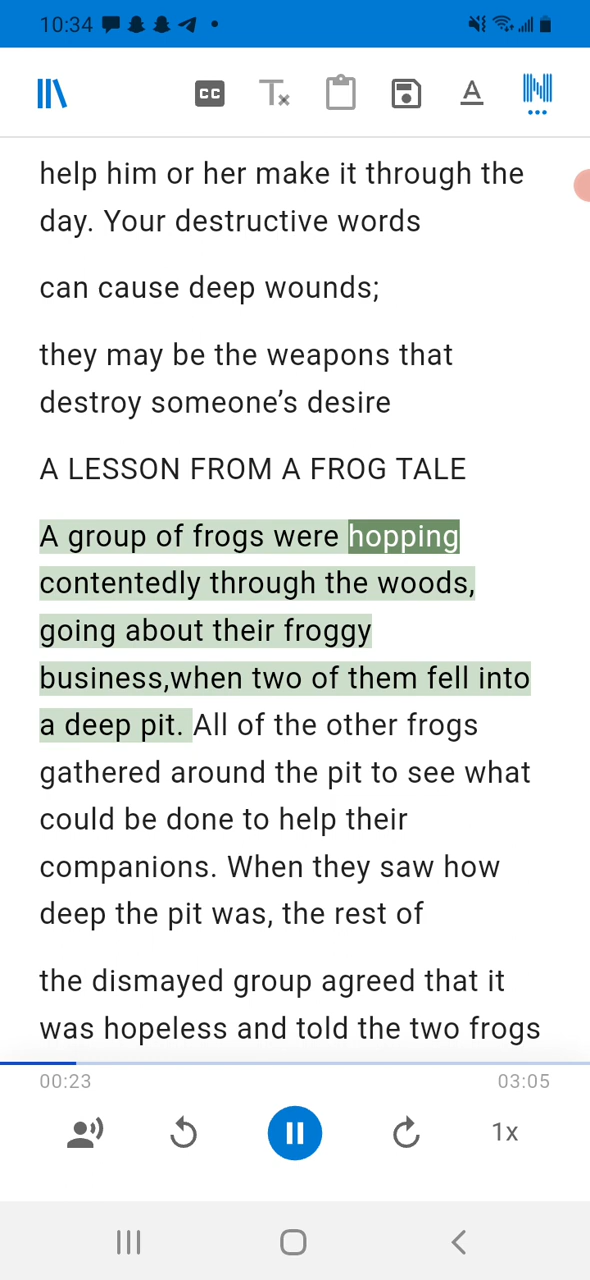 10:34
CC
A
help him or her make it through the
day. Your destructive words
can cause deep wounds;
they may be the weapons that
destroy someone’s desire
A LESSON FROM A FROG TALE
A group of frogs were hopping
contentedly through the woods,
going about their froggy
business,when two of them fell into
a deep pit. All of the other frogs
gathered around the pit to see what
could be done to help their
companions. When they saw how
deep the pit was, the rest of
the dismayed group agreed that it
was hopeless and told the two frogs
00:23 03:05
1x